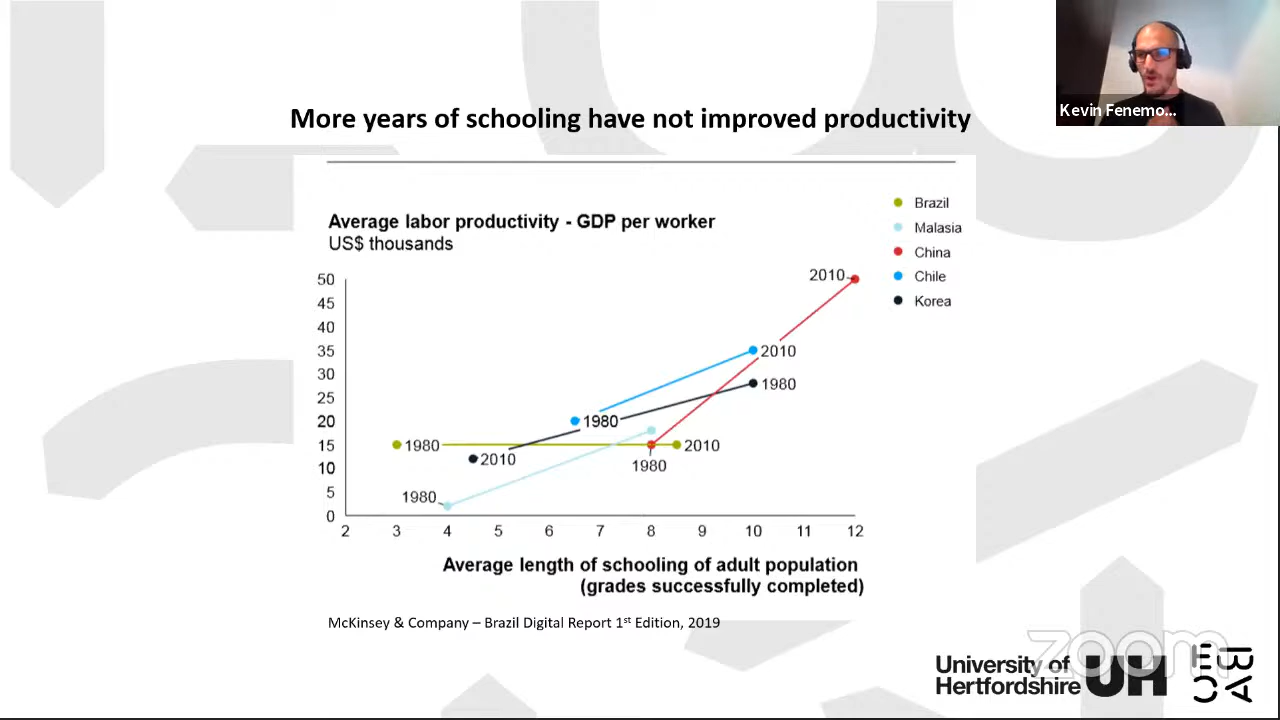 Kevin Fenemo...
More years of schooling have not improved productivity
Average labor productivity - GDP per worker
US$ thousands
Brazil
Malasia
China
Chile
Korea
50
45
40
35
30
25
20
15
10
5
0
2010
2010
1980
1980
1980
2010
2010
1980
1980
2 3 4 5 6 7 8 9 10 11 12
Average length of schooling of adult population
(grades successfully completed)
McKinsey & Company – Brazil Digital Report 1st Edition, 2019
zoom
University of
Hertfordshire
UH